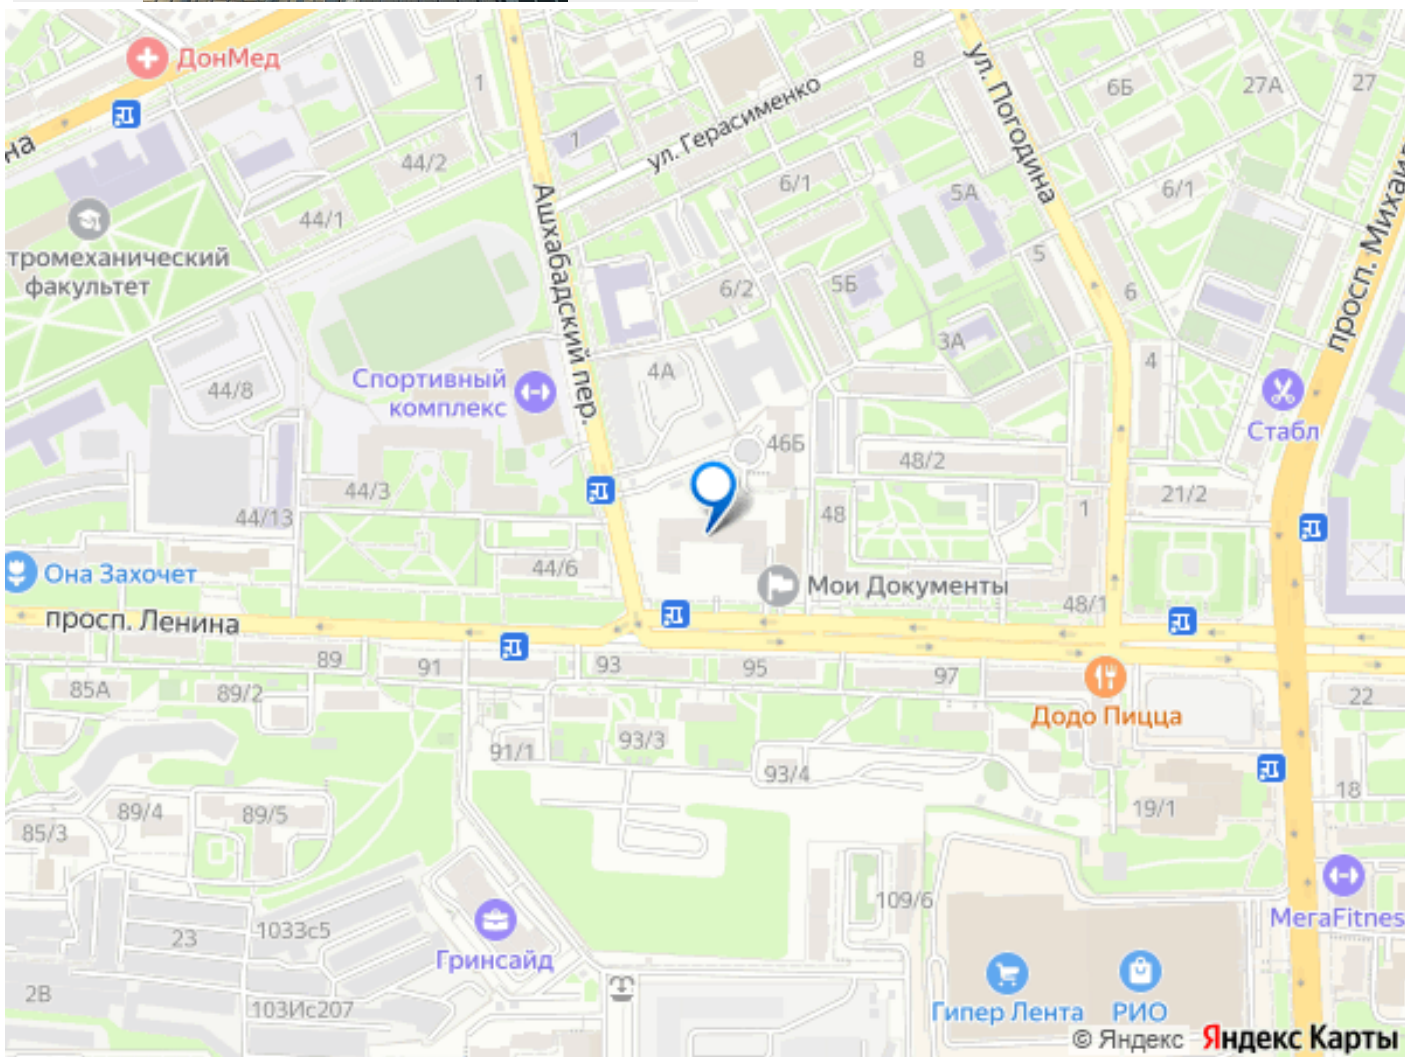 ДонМед
на
1
8
ул. Погодина
6Б
27А
27
ул. Герасименко
1
44/2
6/1
5А
6/1
Ашхабадский пер.
44/1
тромеханический
факультет
просп. Михаил
5
6/2
5Б
6
3А
4
Спортивный
комплекс
4А
44/8
Стабл
46Б
48/2
44/3
21/2
44/13
48
1
Она Захочет
44/6
Мои Документы
48/1
просп. Ленина
89
91
93
95
97
85А
89/2
22
Додо Пицца
91/1
93/3
93/4
89/4
89/5
85/3
18
19/1
109/6
МегаFitnes
23
1033с5
Гринсайд
2В
103Ис207
Гипер Лента
РИО
© Яндекс Яндекс Карты